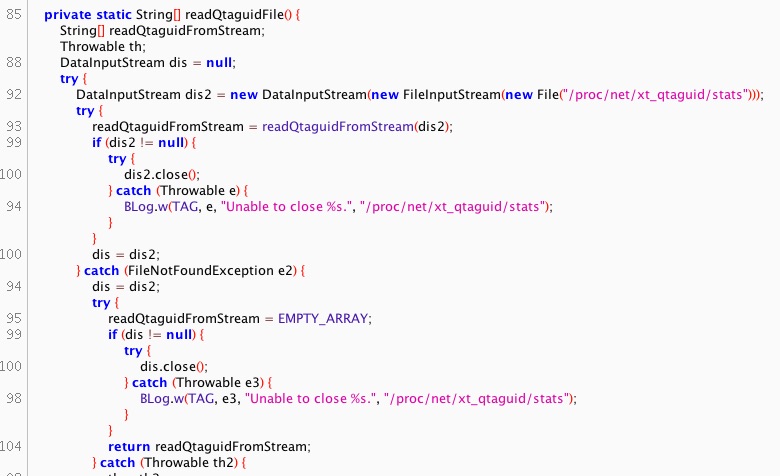 85 private static String[] readQtaguidFile() {
String[] readQtaguidFromStream;
Throwable th;
88 DataInputStream dis = null;
try {
92 DataInputStream dis2 = new DataInputStream(new FileInputStream(new File("/proc/net/xt_qtaguid/stats")));
try {
93 readQtaguidFromStream = readQtaguidFromStream(dis2);
99 if (dis2 != null) {
try {
100 dis2.close();
} catch (Throwable e) {
94 BLog.w(TAG, e, "Unable to close %s.", "/proc/net/xt_qtaguid/stats");
}
}
100 dis = dis2;
} catch (FileNotFoundException e2) {
94 dis = dis2;
try {
95 readQtaguidFromStream = EMPTY_ARRAY;
99 if (dis != null) {
try {
100 dis.close();
} catch (Throwable e3) {
98 BLog.w(TAG, e3, "Unable to close %s.", "/proc/net/xt_qtaguid/stats");
}
}
104 return readQtaguidFromStream;
} catch (Throwable th2) {